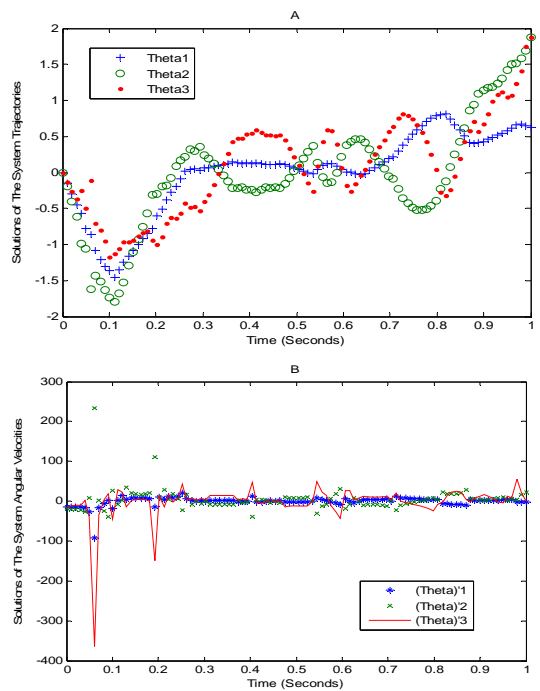 A
Solutions of The System Trajectories
2
1.5
1
0.5
0
-0.5
-1
-1.5
-2
Theta1
Theta2
Theta3
0 0.1 0.2 0.3 0.4 0.5 0.6 0.7 0.8 0.9 1
Time (Seconds)
B
Solutions of The System Angular Velocities
300
200
100
0
-100
-200
-300
-400
(Theta)'1
(Theta)'2
(Theta)'3
0 0.1 0.2 0.3 0.4 0.5 0.6 0.7 0.8 0.9 1
Time (Seconds)